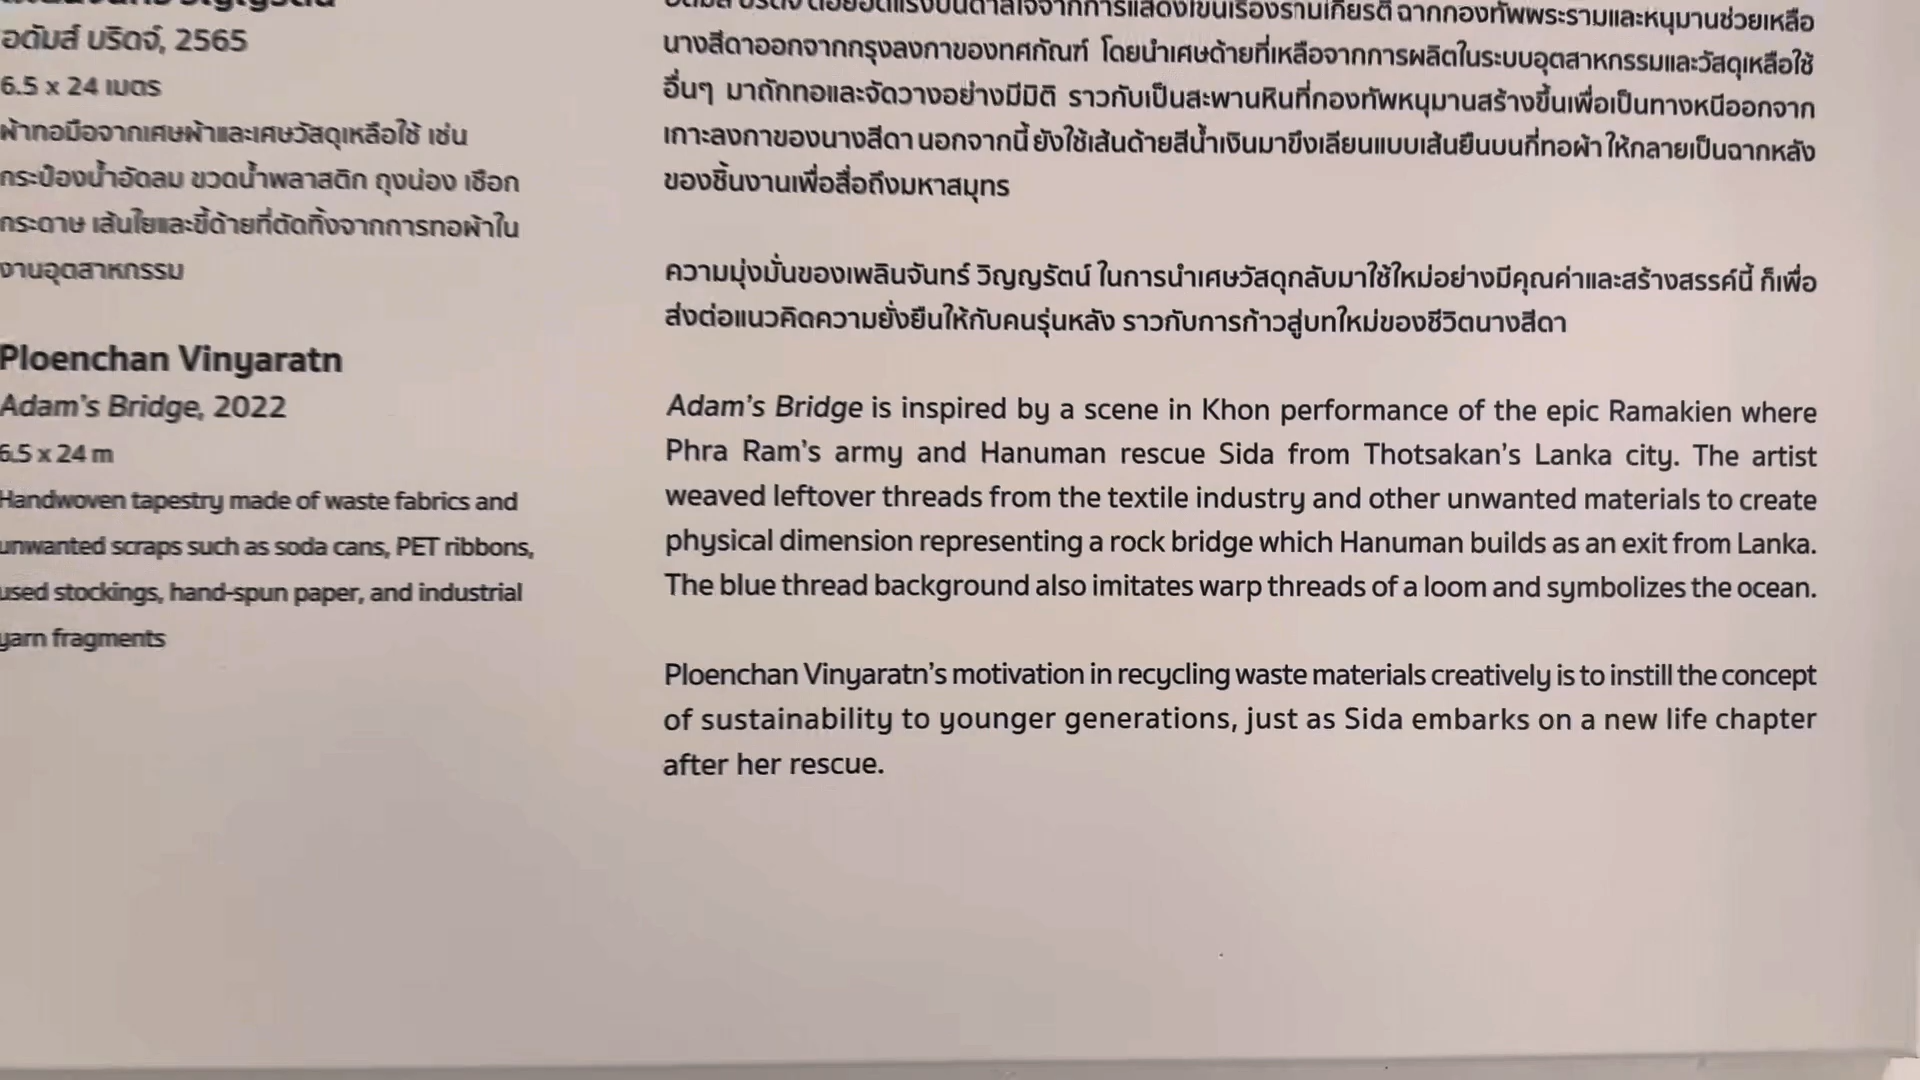 อดัมส์ บริดจ์, 2565
6.5 x 24 เมตร
ผ้าทอมือจากเศษผ้าและเศษวัสดุเหลือใช้ เช่น
กระป๋องน้ำอัดลม ขวดน้ำพลาสติก ถุงน่อง เชือก
กระดาษ เส้นใยและขี้ด้ายที่ตัดทิ้งจากการทอผ้าใน
งานอุตสาหกรรม
Ploenchan Vinyaratn
Adam's Bridge, 2022
6.5 x 24 m
Handwoven tapestry made of waste fabrics and
unwanted scraps such as soda cans, PET ribbons,
used stockings, hand-spun paper, and industrial
yarn fragments
ฉากกองทัพพระรามและหนุมานช่วยเหลือ
นางสีดาออกจากกรุงลงกาของทศกัณฑ์ โดยนำเศษด้ายที่เหลือจากการผลิตในระบบอุตสาหกรรมและวัสดุเหลือใช้
อื่นๆ มาถักทอและจัดวางอย่างมีมิติ ราวกับเป็นสะพานหินที่กองทัพหนุมานสร้างขึ้นเพื่อเป็นทางหนีออกจาก
เกาะลงกาของนางสีดา นอกจากนี้ ยังใช้เส้นด้ายสีน้ำเงินมาขึงเลียนแบบเส้นยืนบนกี่ทอผ้า ให้กลายเป็นฉากหลัง
ของชิ้นงานเพื่อสื่อถึงมหาสมุทร
ความมุ่งมั่นของเพลินจันทร์ วิญญรัตน์ ในการนำเศษวัสดุกลับมาใช้ใหม่อย่างมีคุณค่าและสร้างสรรค์นี้ ก็เพื่อ
ส่งต่อแนวคิดความยั่งยืนให้กับคนรุ่นหลัง ราวกับการก้าวสู่บทใหม่ของชีวิตนางสีดา
Adam's Bridge is inspired by a scene in Khon performance of the epic Ramakien where
Phra Ram's army and Hanuman rescue Sida from Thotsakan's Lanka city. The artist
weaved leftover threads from the textile industry and other unwanted materials to create
physical dimension representing a rock bridge which Hanuman builds as an exit from Lanka.
The blue thread background also imitates warp threads of a loom and symbolizes the ocean.
Ploenchan Vinyaratn's motivation in recycling waste materials creatively is to instill the concept
of sustainability to younger generations, just as Sida embarks on a new life chapter
after her rescue.